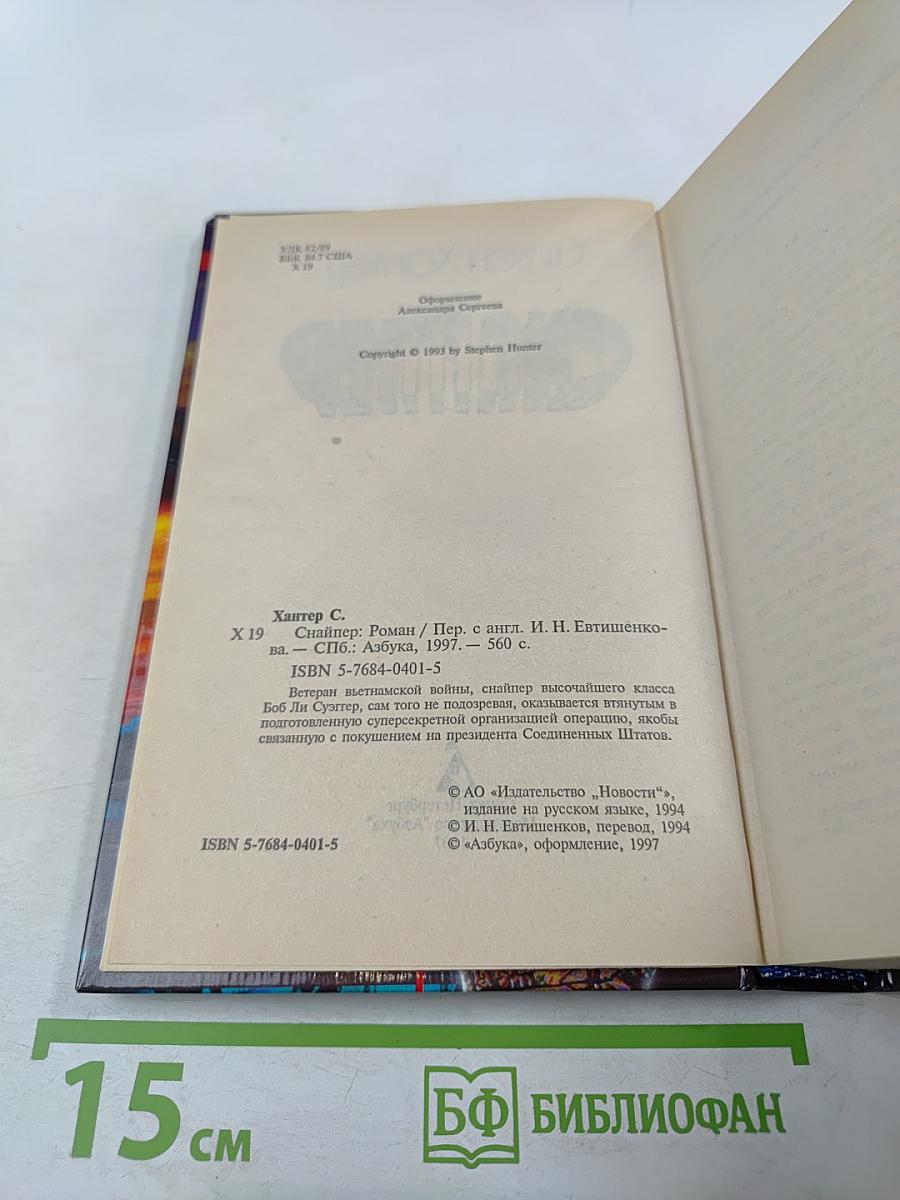 УДК 82/89
ББК 84.7 США
Х 19
Оформление
Александра Сергеева
Copyright © 1993 by Stephen Hunter
Хантер С.
Х 19 Снайпер: Роман / Пер. с англ. И. Н. Евтишенко-
ва. — СПб.: Азбука, 1997. — 560 с.
ISBN 5-7684-0401-5
Ветеран вьетнамской войны, снайпер высочайшего класса
Боб Ли Суэггер, сам того не подозревая, оказывается втянутым в
подготовленную суперсекретной организацией операцию, якобы
связанную с покушением на президента Соединенных Штатов.
© АО «Издательство „Новости“»,
издание на русском языке, 1994
© И. Н. Евтишенков, перевод, 1994
ISBN 5-7684-0401-5 © «Азбука», оформление, 1997
15 см
БФ БИБЛИОФАН